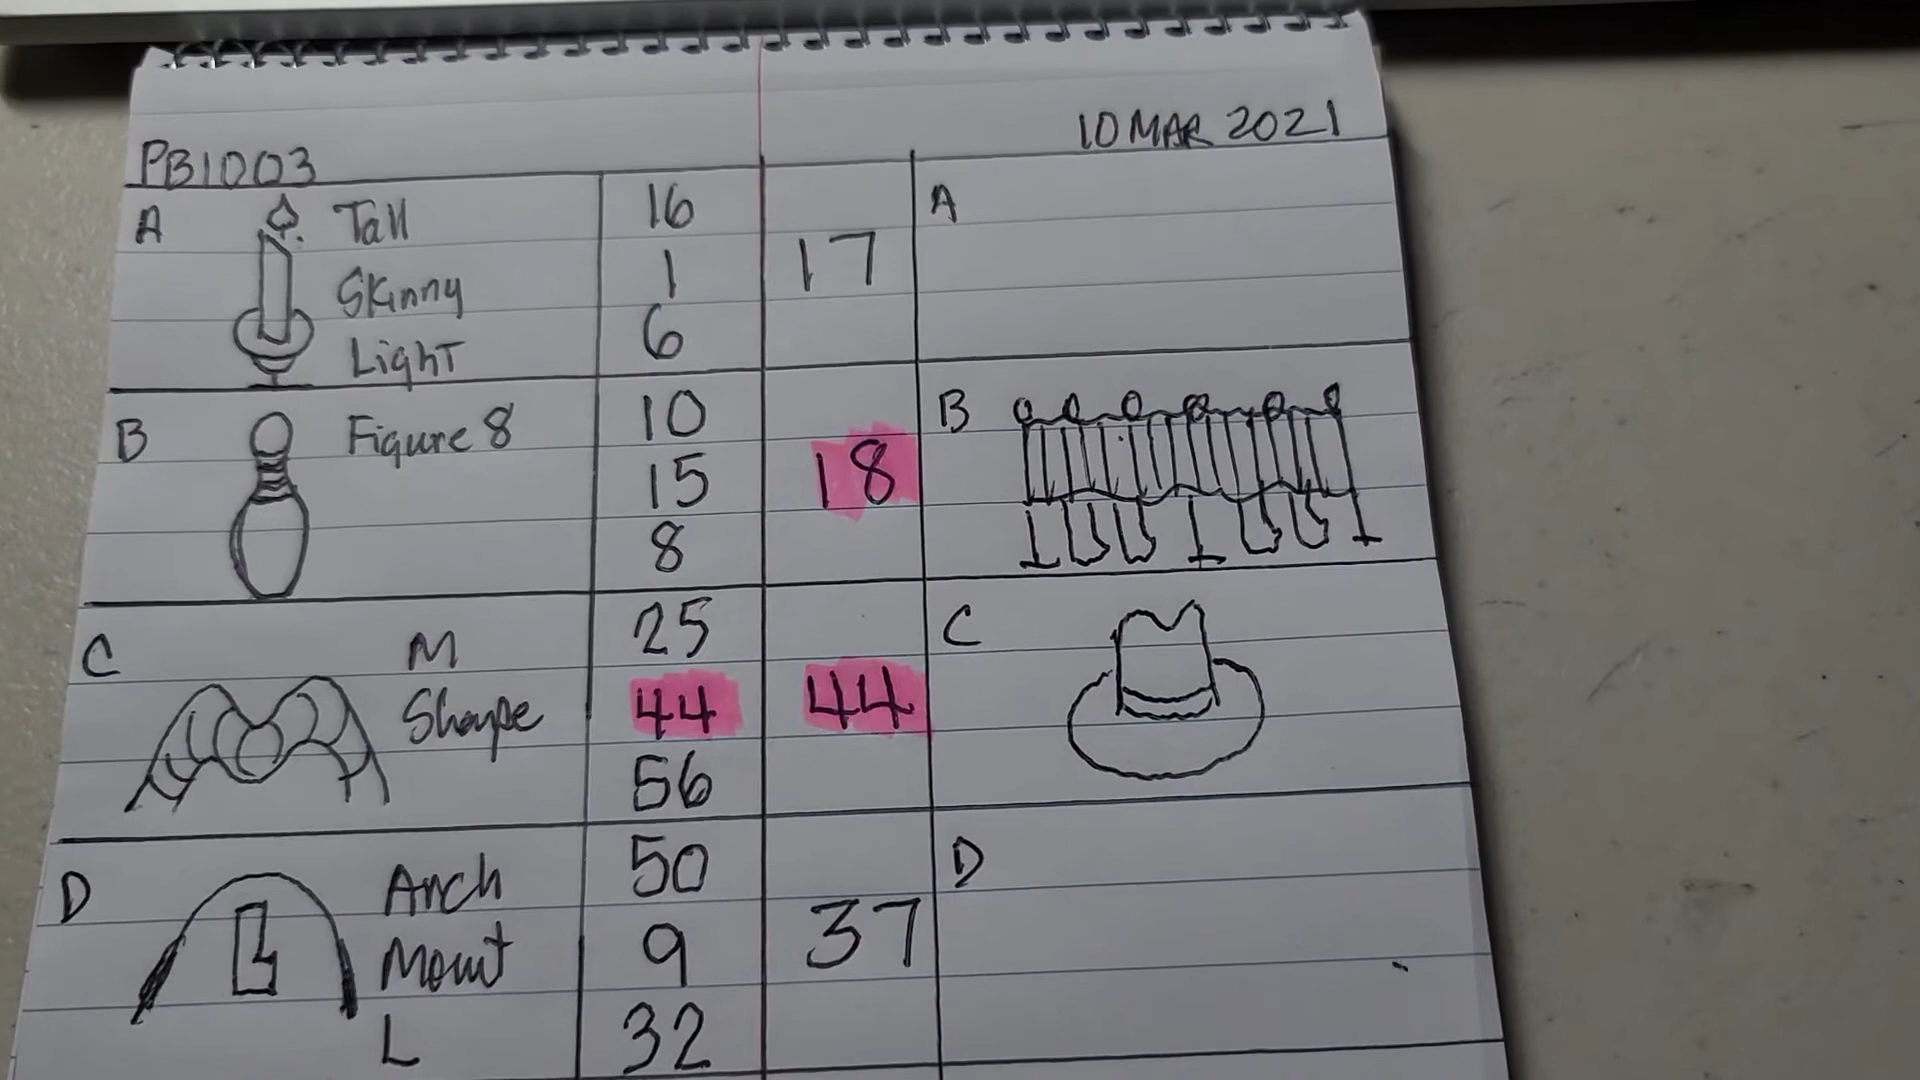 10 MAR 2021
PB1003
A Tall 16 A
Skinny 1 17
Light 6
B Figure 8 10 B
15 18
8
C M 25 C
Shape 44 44
56
D Arch 50 D
Mount 9 37
L 32